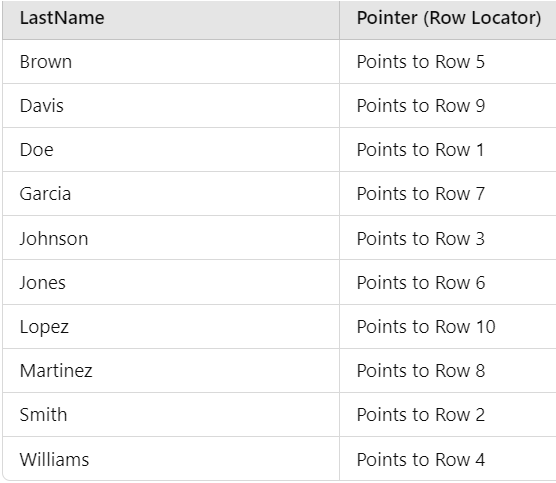 LastName Pointer (Row Locator)
Brown Points to Row 5
Davis Points to Row 9
Doe Points to Row 1
Garcia Points to Row 7
Johnson Points to Row 3
Jones Points to Row 6
Lopez Points to Row 10
Martinez Points to Row 8
Smith Points to Row 2
Williams Points to Row 4